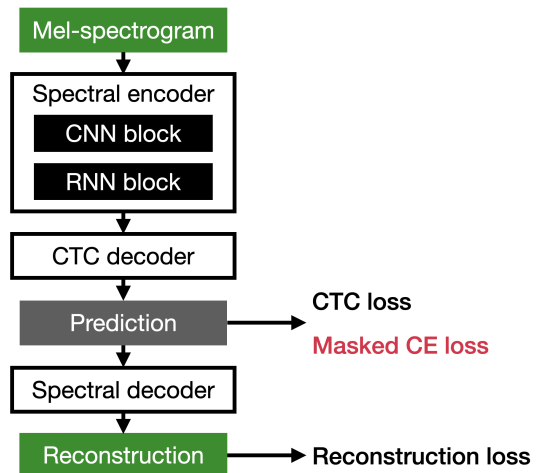 Mel-spectrogram
Spectral encoder
CNN block
RNN block
CTC decoder
Prediction
CTC loss
Masked CE loss
Spectral decoder
Reconstruction
Reconstruction loss